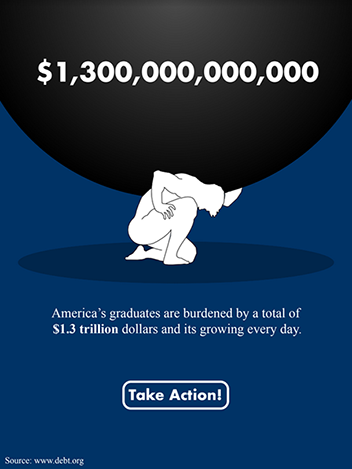 $1,300,000,000,000
America's graduates are burdened by a total of
$1.3 trillion dollars and its growing every day.
Take Action!
Source: www.debt.org